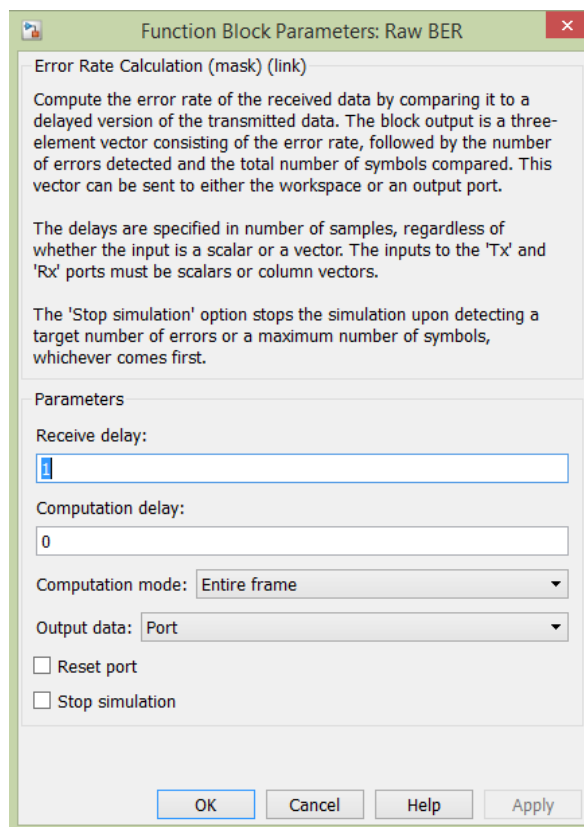 Function Block Parameters: Raw BER
Error Rate Calculation (mask) (link)
Compute the error rate of the received data by comparing it to a
delayed version of the transmitted data. The block output is a three-
element vector consisting of the error rate, followed by the number
of errors detected and the total number of symbols compared. This
vector can be sent to either the workspace or an output port.
The delays are specified in number of samples, regardless of
whether the input is a scalar or a vector. The inputs to the 'Tx' and
'Rx' ports must be scalars or column vectors.
The 'Stop simulation' option stops the simulation upon detecting a
target number of errors or a maximum number of symbols,
whichever comes first.
Parameters
Receive delay:
1
Computation delay:
0
Computation mode: Entire frame
Output data: Port
Reset port
Stop simulation
OK Cancel Help Apply